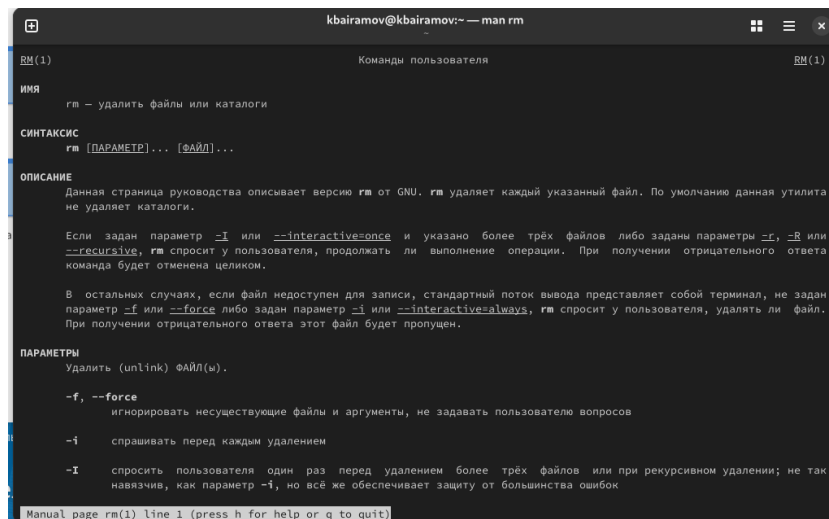 kbairamov@kbairamov:~ — man rm
~
RM(1) Команды пользователя RM(1)
ИМЯ
rm — удалить файлы или каталоги
СИНТАКСИС
rm [ПАРАМЕТР]... [ФАЙЛ]...
ОПИСАНИЕ
Данная страница руководства описывает версию rm от GNU. rm удаляет каждый указанный файл. По умолчанию данная утилита
не удаляет каталоги.
Если задан параметр -I или --interactive=once и указано более трёх файлов либо заданы параметры -r, -R или
--recursive, rm спросит у пользователя, продолжать ли выполнение операции. При получении отрицательного ответа
команда будет отменена целиком.
В остальных случаях, если файл недоступен для записи, стандартный поток вывода представляет собой терминал, не задан
параметр -f или --force либо задан параметр -i или --interactive=always, rm спросит у пользователя, удалять ли файл.
При получении отрицательного ответа этот файл будет пропущен.
ПАРАМЕТРЫ
Удалить (unlink) ФАЙЛ(ы).
-f, --force
игнорировать несуществующие файлы и аргументы, не задавать пользователю вопросов
-i спрашивать перед каждым удалением
-I спросить пользователя один раз перед удалением более трёх файлов или при рекурсивном удалении; не так
навязчив, как параметр -i, но всё же обеспечивает защиту от большинства ошибок
Manual page rm(1) line 1 (press h for help or q to quit)